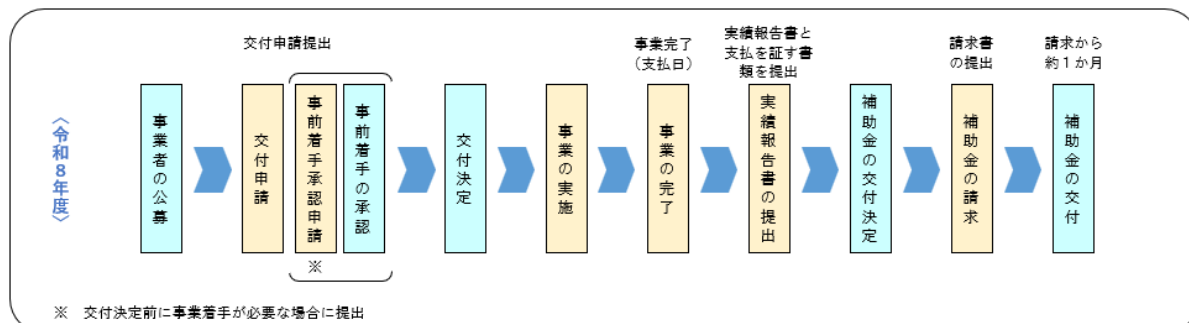 〈令和８年度〉
交付申請提出
事業完了
（支払日）
実績報告書と
支払を証す書
類を提出
請求書
の提出
請求から
約１か月
事業者の公募
交付申請
事前着手承認申請
事前着手の承認
交付決定
事業の実施
事業の完了
実績報告書の提出
補助金の交付決定
補助金の請求
補助金の交付
※
※　交付決定前に事業着手が必要な場合に提出